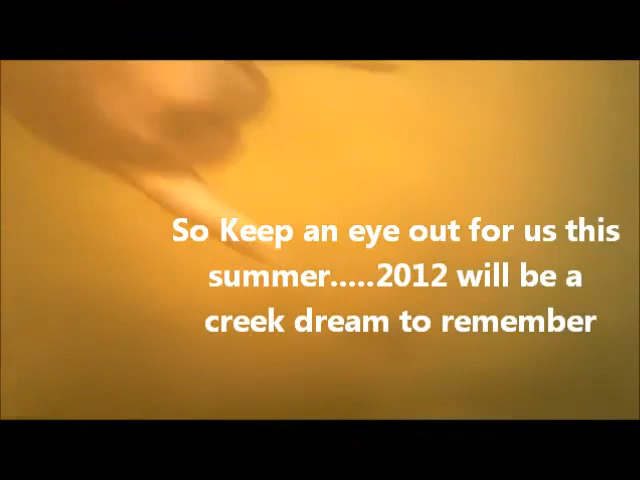 So Keep an eye out for us this
summer.....2012 will be a
creek dream to remember